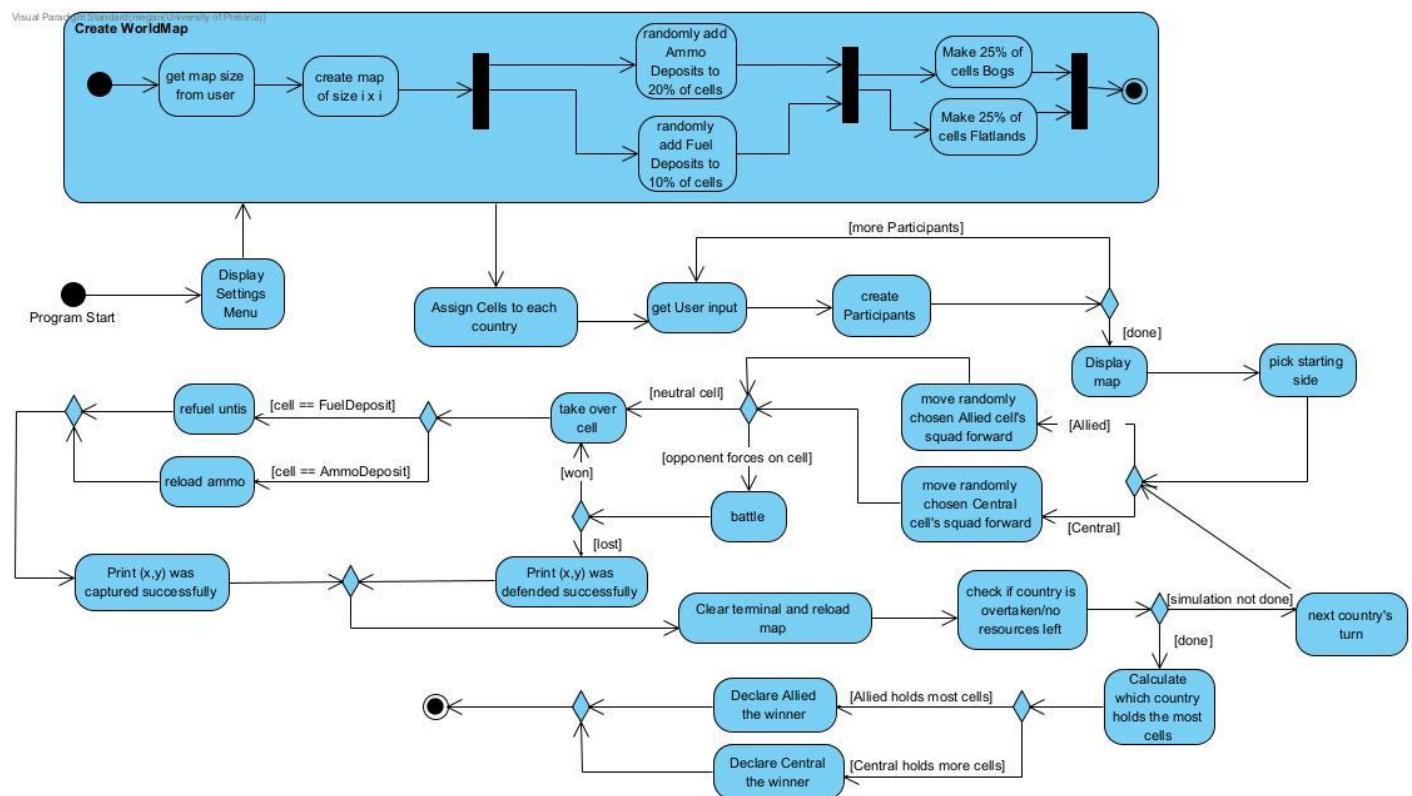 Visual Paradigm Standard(megan(University of Pretoria))
Create WorldMap
get map size
from user
create map
of size i x i
randomly add
Ammo
Deposits to
20% of cells
randomly
add Fuel
Deposits to
10% of cells
Make 25% of
cells Bogs
Make 25% of
cells Flatlands
Program Start
Display
Settings
Menu
Assign Cells to each
country
get User input
create
Participants
[more Participants]
[done]
Display
map
pick starting
side
[Allied]
[Central]
move randomly
chosen Allied cell's
squad forward
move randomly
chosen Central
cell's squad forward
[neutral cell]
[opponent forces on cell]
take over
cell
battle
[won]
[lost]
[cell == FuelDeposit]
[cell == AmmoDeposit]
refuel untis
reload ammo
Print (x,y) was
captured successfully
Print (x,y) was
defended successfully
Clear terminal and reload
map
check if country is
overtaken/no
resources left
[simulation not done]
next country's
turn
[done]
Calculate
which country
holds the most
cells
[Allied holds most cells]
[Central holds more cells]
Declare Allied
the winner
Declare Central
the winner